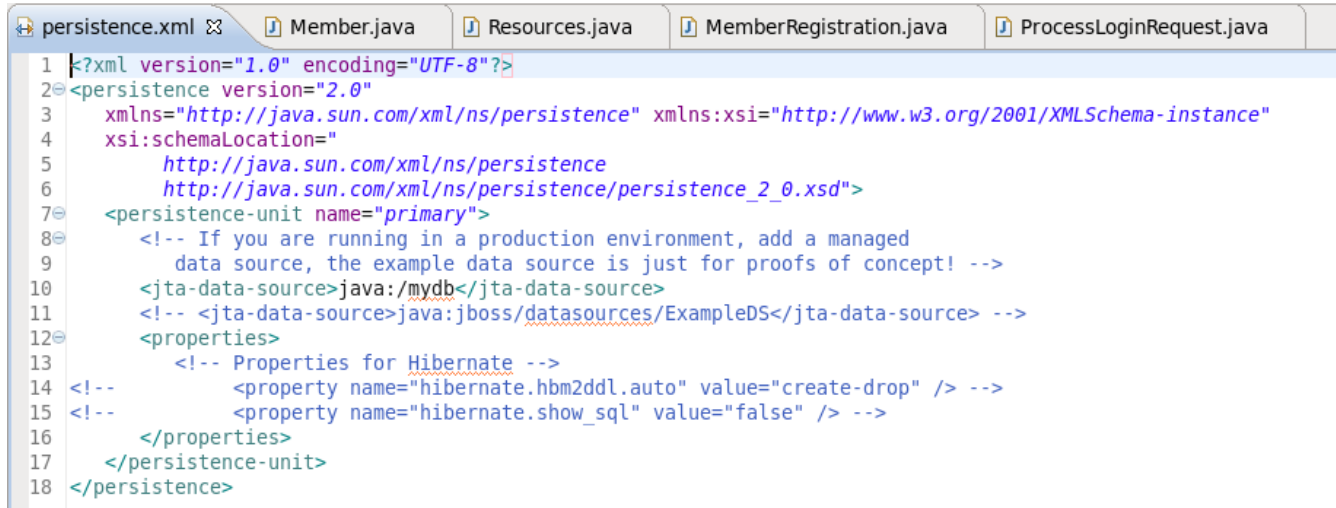 persistence.xml Member.java Resources.java MemberRegistration.java ProcessLoginRequest.java
1 <?xml version="1.0" encoding="UTF-8"?>
2 <persistence version="2.0"
3    xmlns="http://java.sun.com/xml/ns/persistence" xmlns:xsi="http://www.w3.org/2001/XMLSchema-instance"
4    xsi:schemaLocation="
5         http://java.sun.com/xml/ns/persistence
6         http://java.sun.com/xml/ns/persistence/persistence_2_0.xsd">
7    <persistence-unit name="primary">
8       <!-- If you are running in a production environment, add a managed
9          data source, the example data source is just for proofs of concept! -->
10       <jta-data-source>java:/mydb</jta-data-source>
11       <!-- <jta-data-source>java:jboss/datasources/ExampleDS</jta-data-source> -->
12       <properties>
13          <!-- Properties for Hibernate -->
14 <!--          <property name="hibernate.hbm2ddl.auto" value="create-drop" /> -->
15 <!--          <property name="hibernate.show_sql" value="false" /> -->
16       </properties>
17    </persistence-unit>
18 </persistence>